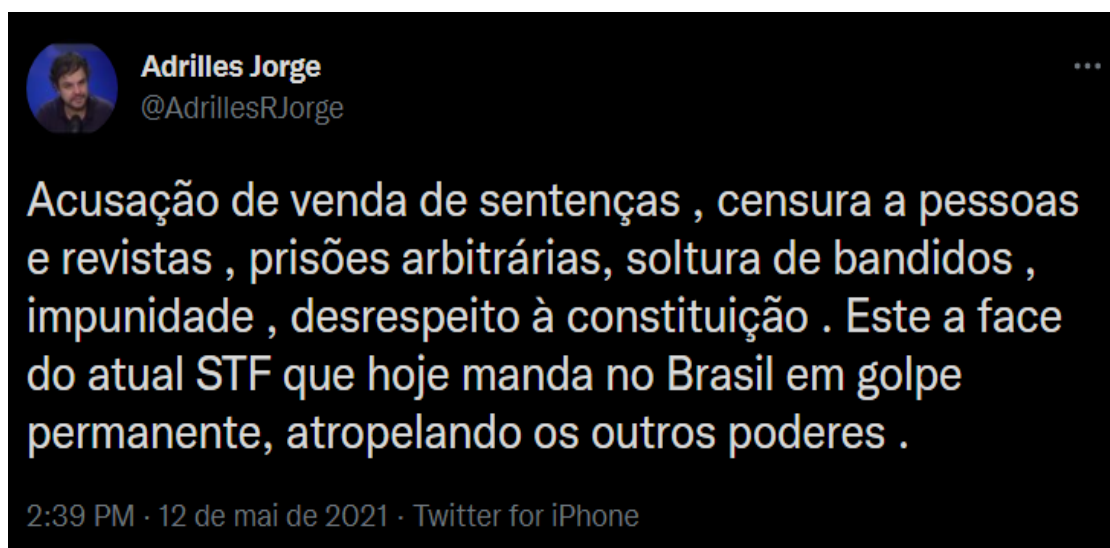 Adrilles Jorge
@AdrillesRJorge
Acusação de venda de sentenças , censura a pessoas
e revistas , prisões arbitrárias, soltura de bandidos ,
impunidade , desrespeito à constituição . Este a face
do atual STF que hoje manda no Brasil em golpe
permanente, atropelando os outros poderes .
2:39 PM · 12 de mai de 2021 · Twitter for iPhone